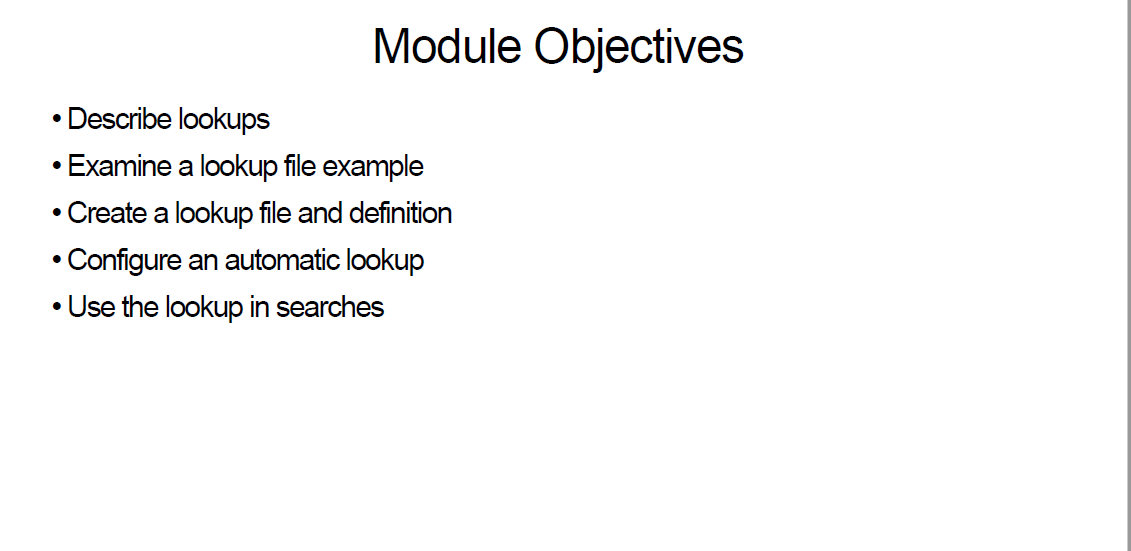 Module Objectives
• Describe lookups
• Examine a lookup file example
• Create a lookup file and definition
• Configure an automatic lookup
• Use the lookup in searches